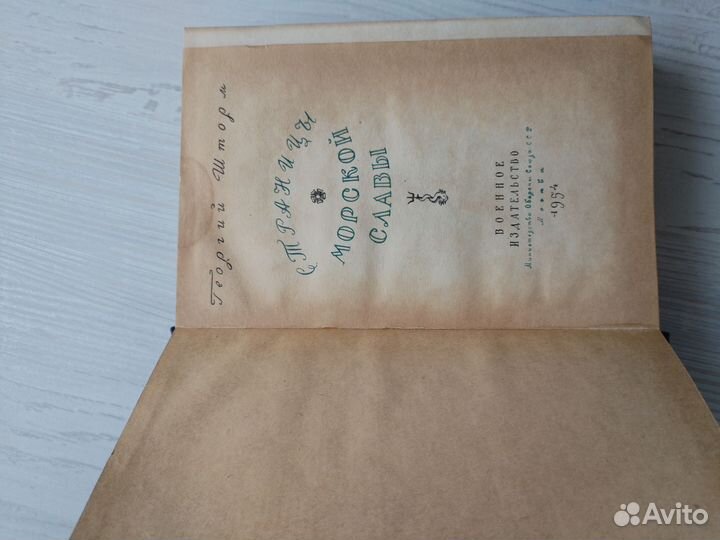 Георгий Шторм
СТРАНИЦЫ
МОРСКОЙ
СЛАВЫ
ВОЕННОЕ
ИЗДАТЕЛЬСТВО
Министерства Обороны Союза ССР
Москва
1954
Avito